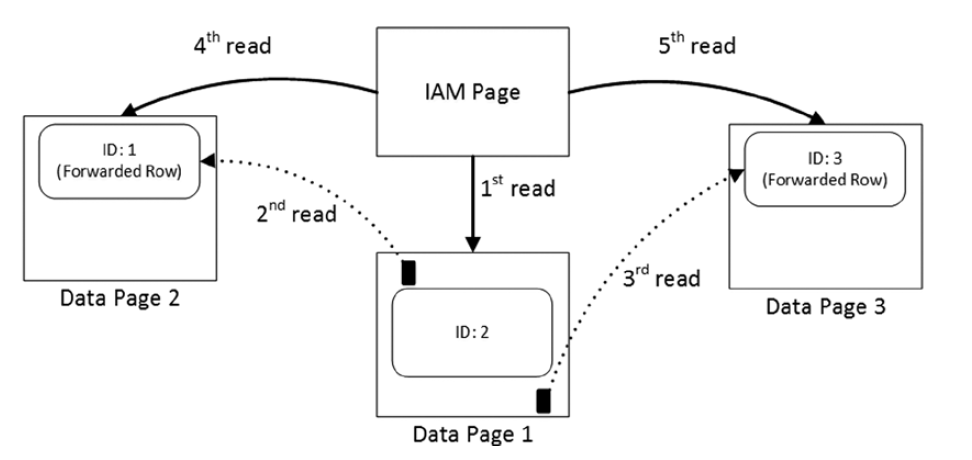 4th read
5th read
IAM Page
ID: 1
(Forwarded Row)
ID: 3
(Forwarded Row)
1st read
2nd read
3rd read
Data Page 2
Data Page 3
ID: 2
Data Page 1